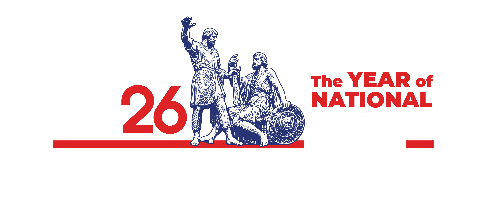 26
The YEAR of
NATIONAL